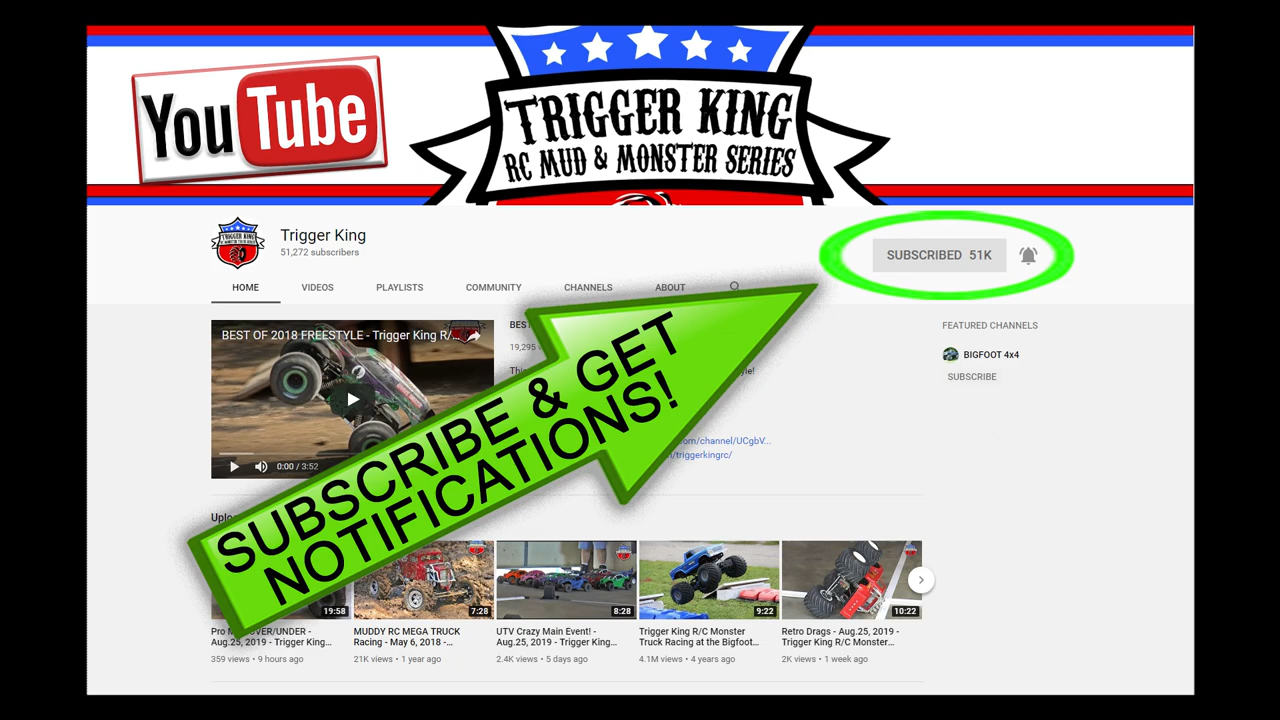 YouTube
TRIGGER KING
RC MUD & MONSTER SERIES
Trigger King
51,272 subscribers
SUBSCRIBED 51K
HOME VIDEOS PLAYLISTS COMMUNITY CHANNELS ABOUT
BEST OF 2018 FREESTYLE - Trigger King R/...
0:00 / 3:52
BEST
19,295
FEATURED CHANNELS
BIGFOOT 4x4
SUBSCRIBE
om/channel/UCgbV...
/triggerkingrc/
SUBSCRIBE & GET
NOTIFICATIONS!
19:58
7:28
8:28
9:22
10:22
Pro M OVER/UNDER -
Aug.25, 2019 - Trigger King...
359 views • 9 hours ago
MUDDY RC MEGA TRUCK
Racing - May 6, 2018 -...
21K views • 1 year ago
UTV Crazy Main Event! -
Aug.25, 2019 - Trigger King...
2.4K views • 5 days ago
Trigger King R/C Monster
Truck Racing at the Bigfoot...
4.1M views • 4 years ago
Retro Drags - Aug.25, 2019 -
Trigger King R/C Monster...
2K views • 1 week ago